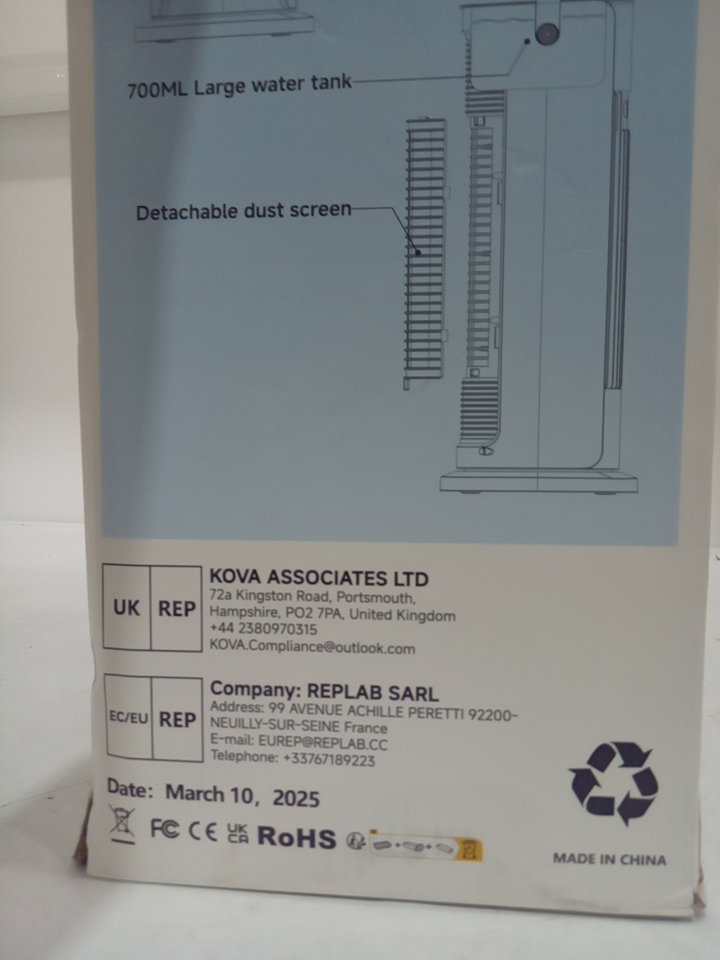 700ML Large water tank
Detachable dust screen
UK REP
KOVA ASSOCIATES LTD
72a Kingston Road, Portsmouth,
Hampshire, PO2 7PA, United Kingdom
+44 2380970315
KOVA.Compliance@outlook.com
EC/EU REP
Company: REPLAB SARL
Address: 99 AVENUE ACHILLE PERETTI 92200-
NEUILLY-SUR-SEINE France
E-mail: EUREP@REPLAB.CC
Telephone: +33767189223
Date: March 10, 2025
FC CE UK CA RoHS
MADE IN CHINA